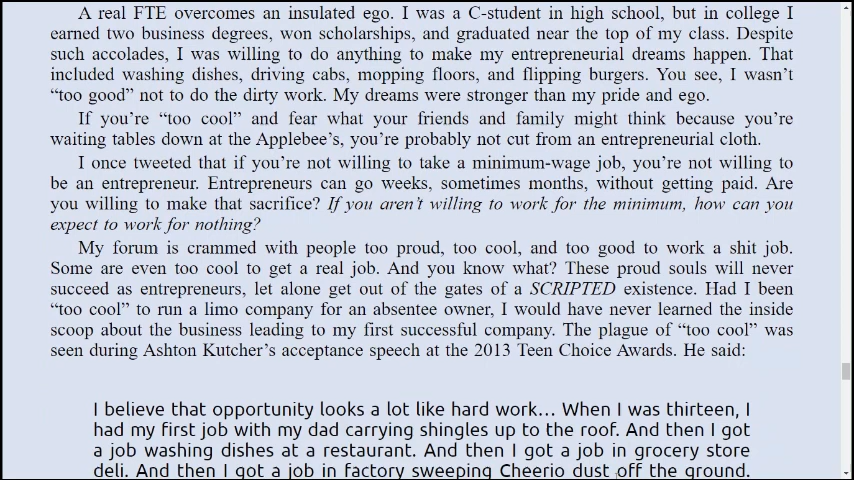 A real FTE overcomes an insulated ego. I was a C-student in high school, but in college I
earned two business degrees, won scholarships, and graduated near the top of my class. Despite
such accolades, I was willing to do anything to make my entrepreneurial dreams happen. That
included washing dishes, driving cabs, mopping floors, and flipping burgers. You see, I wasn’t
“too good” not to do the dirty work. My dreams were stronger than my pride and ego.
If you’re “too cool” and fear what your friends and family might think because you’re
waiting tables down at the Applebee’s, you’re probably not cut from an entrepreneurial cloth.
I once tweeted that if you’re not willing to take a minimum-wage job, you’re not willing to
be an entrepreneur. Entrepreneurs can go weeks, sometimes months, without getting paid. Are
you willing to make that sacrifice? If you aren’t willing to work for the minimum, how can you
expect to work for nothing?
My forum is crammed with people too proud, too cool, and too good to work a shit job.
Some are even too cool to get a real job. And you know what? These proud souls will never
succeed as entrepreneurs, let alone get out of the gates of a SCRIPTED existence. Had I been
“too cool” to run a limo company for an absentee owner, I would have never learned the inside
scoop about the business leading to my first successful company. The plague of “too cool” was
seen during Ashton Kutcher’s acceptance speech at the 2013 Teen Choice Awards. He said:
I believe that opportunity looks a lot like hard work… When I was thirteen, I
had my first job with my dad carrying shingles up to the roof. And then I got
a job washing dishes at a restaurant. And then I got a job in grocery store
deli. And then I got a job in factory sweeping Cheerio dust off the ground.